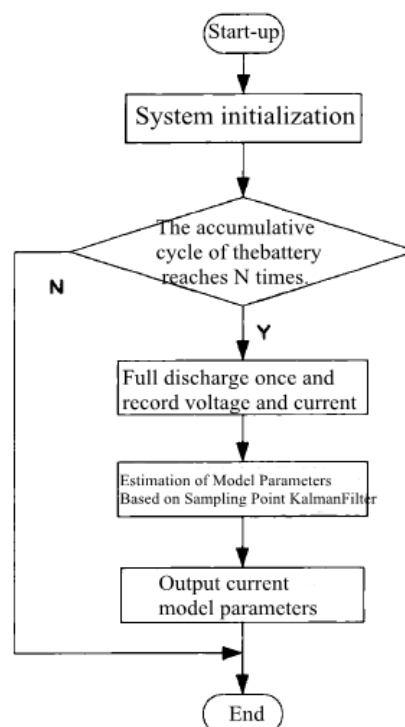 Start-up
System initialization
The accumulative
cycle of thebattery
reaches N times.
N
Y
Full discharge once and
record voltage and current
Estimation of Model Parameters
Based on Sampling Point KalmanFilter
Output current
model parameters
End